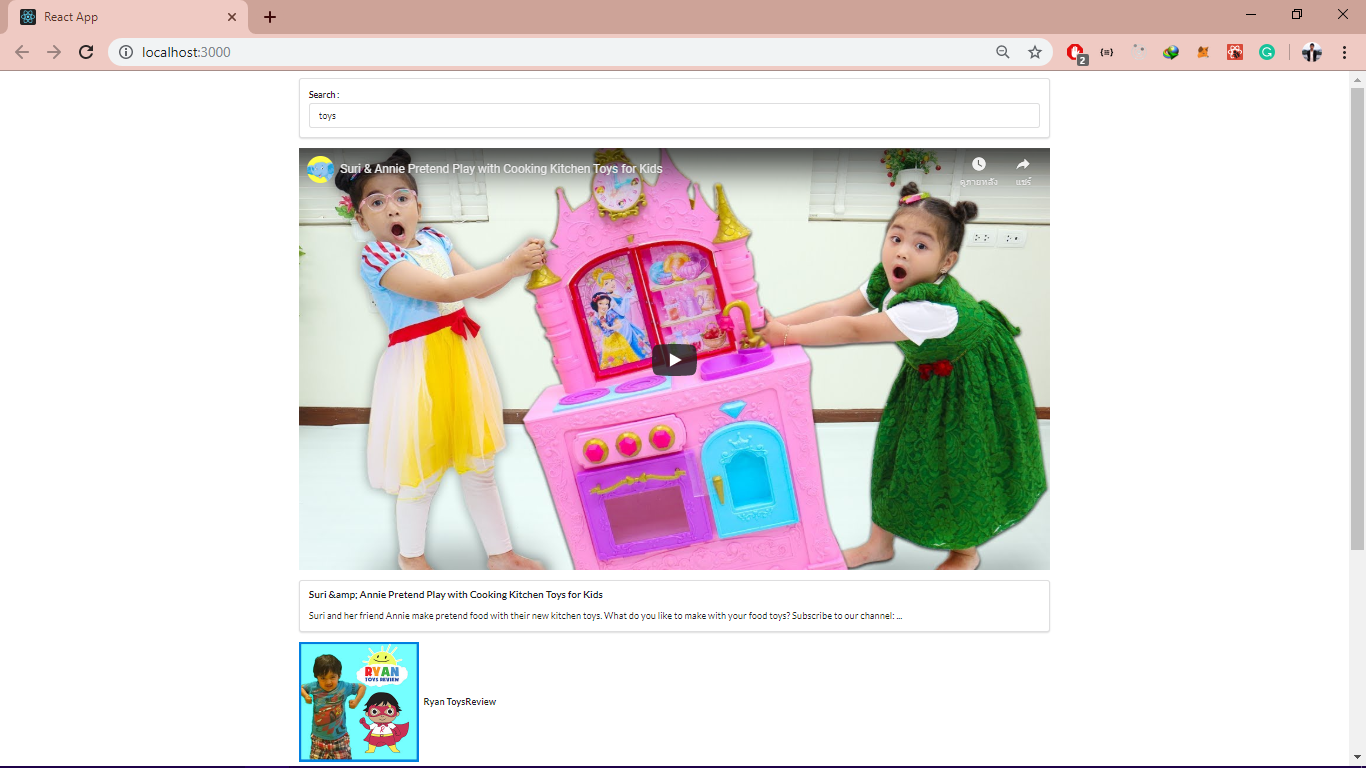 React App
localhost:3000
2
Search :
toys
Suri & Annie Pretend Play with Cooking Kitchen Toys for Kids
ดูภายหลัง
แชร์
Suri &amp; Annie Pretend Play with Cooking Kitchen Toys for Kids
Suri and her friend Annie make pretend food with their new kitchen toys. What do you like to make with your food toys? Subscribe to our channel: ...
RYAN
TOYS REVIEW
Ryan ToysReview